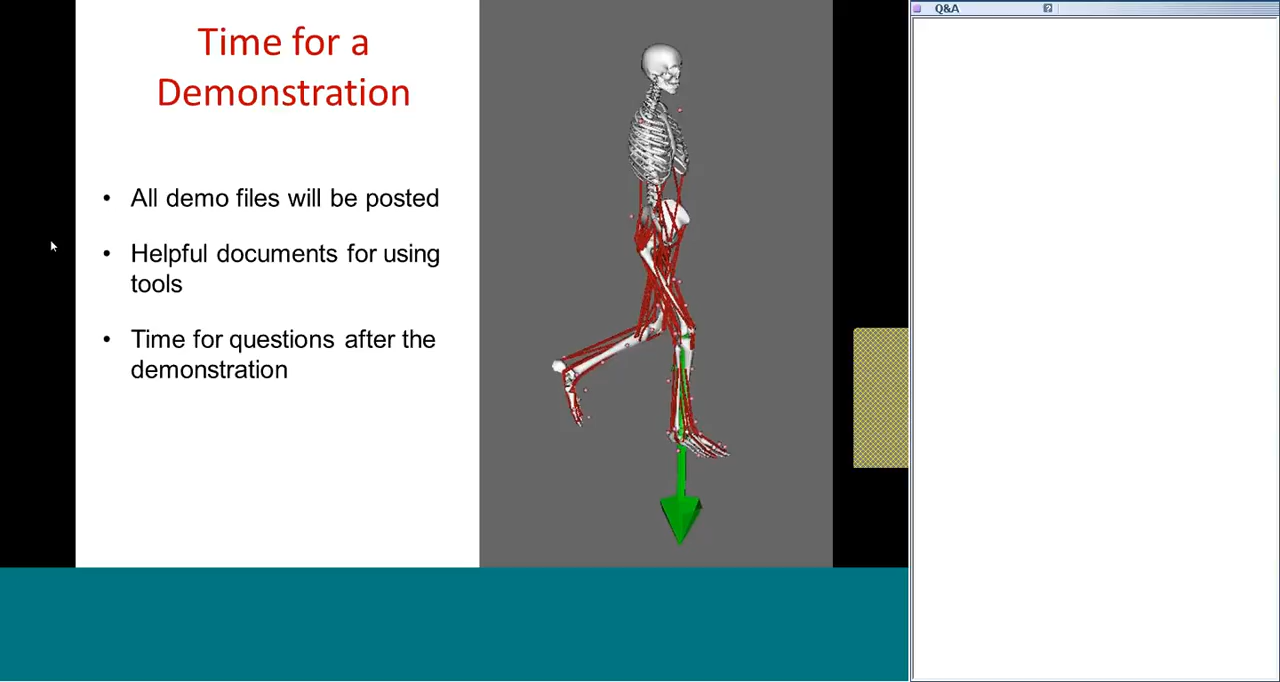 Time for a
Demonstration
• All demo files will be posted
• Helpful documents for using
tools
• Time for questions after the
demonstration
Q&A